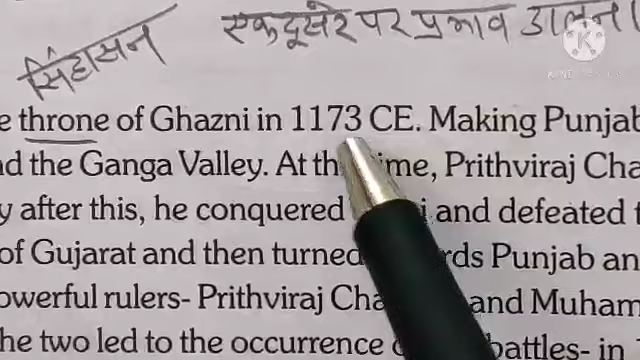 एक दूसरे पर प्रभाव डालना।
सिंहासन
e throne of Ghazni in 1173 CE. Making Punjab
nd the Ganga Valley. At th ime, Prithviraj Cha
y after this, he conquered i and defeated
of Gujarat and then turned rds Punjab an
owerful rulers- Prithviraj Cha and Muham
he two led to the occurrence battles- in